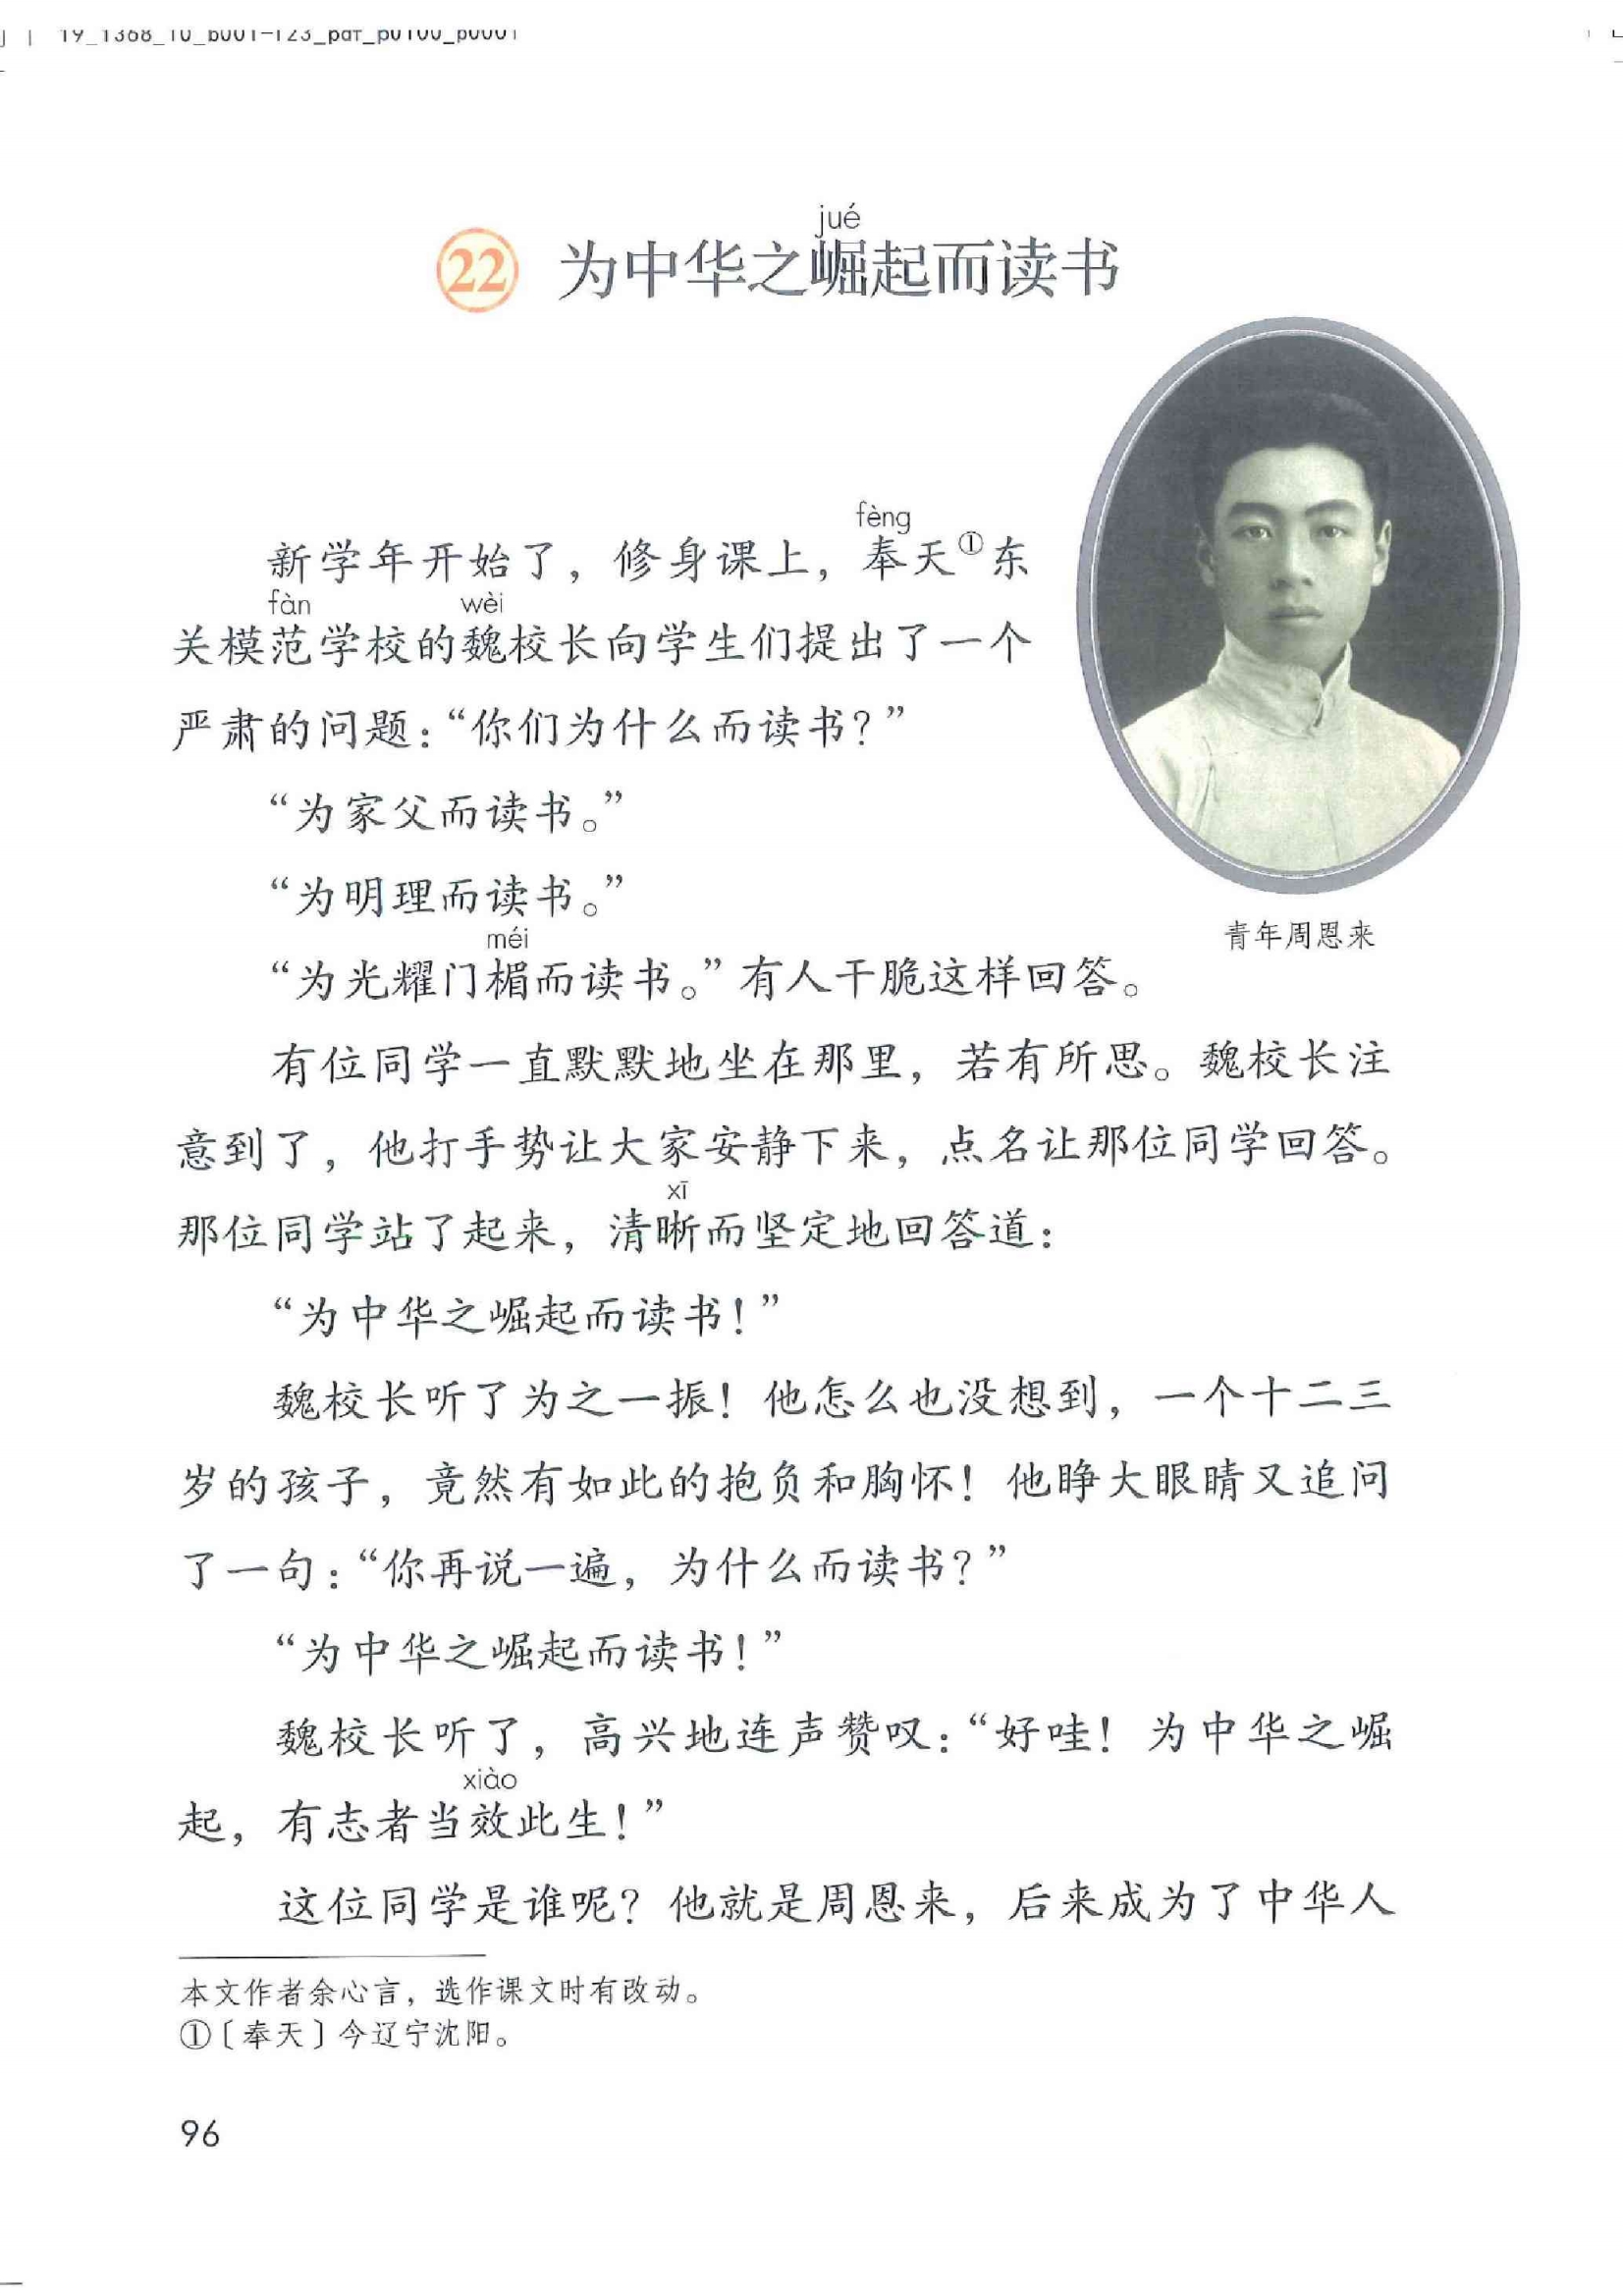 19_1368_10_b001-123_pdf_p0100_p0001
jué
22 为中华之崛起而读书
fèng
新学年开始了，修身课上，奉天①东
fàn wèi
关模范学校的魏校长向学生们提出了一个
严肃的问题：“你们为什么而读书？”
“为家父而读书。”
“为明理而读书。”
méi
“为光耀门楣而读书。”有人干脆这样回答。
青年周恩来
有位同学一直默默地坐在那里，若有所思。魏校长注
意到了，他打手势让大家安静下来，点名让那位同学回答。
xī
那位同学站了起来，清晰而坚定地回答道：
“为中华之崛起而读书！”
魏校长听了为之一振！他怎么也没想到，一个十二三
岁的孩子，竟然有如此的抱负和胸怀！他睁大眼睛又追问
了一句：“你再说一遍，为什么而读书？”
“为中华之崛起而读书！”
魏校长听了，高兴地连声赞叹：“好哇！为中华之崛
xiào
起，有志者当效此生！”
这位同学是谁呢？他就是周恩来，后来成为了中华人
本文作者余心言，选作课文时有改动。
①〔奉天〕今辽宁沈阳。
96